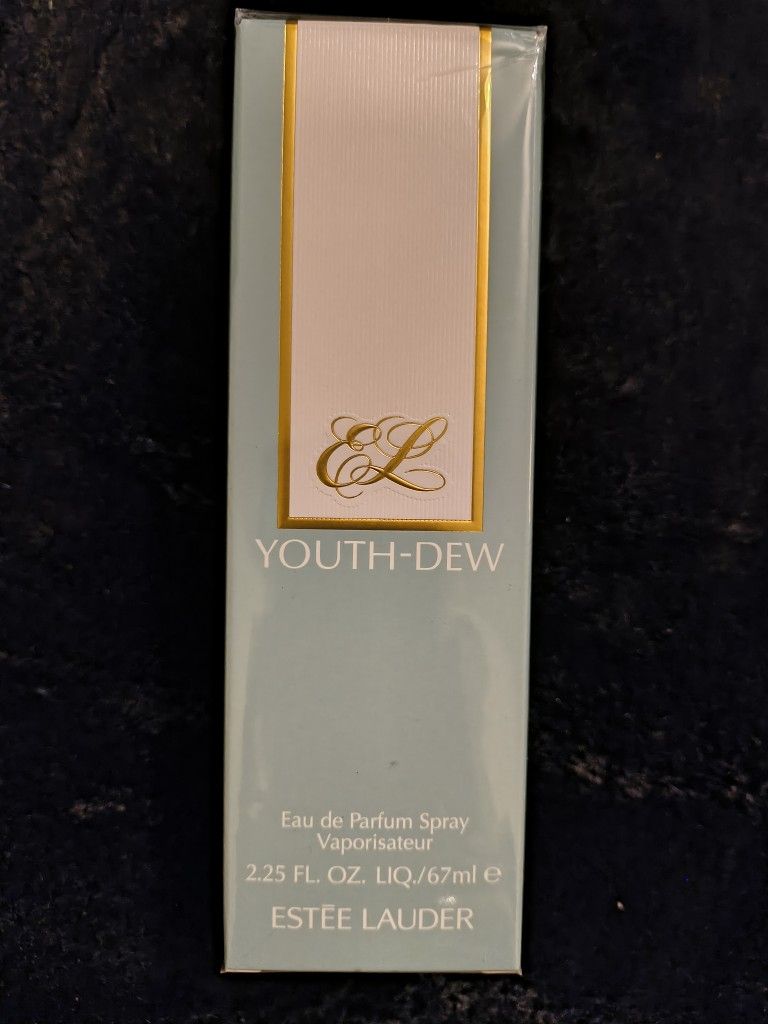 EL
YOUTH-DEW
Eau de Parfum Spray
Vaporisateur
2.25 FL. OZ. LIQ./67ml ℮
ESTĒE LAUDER